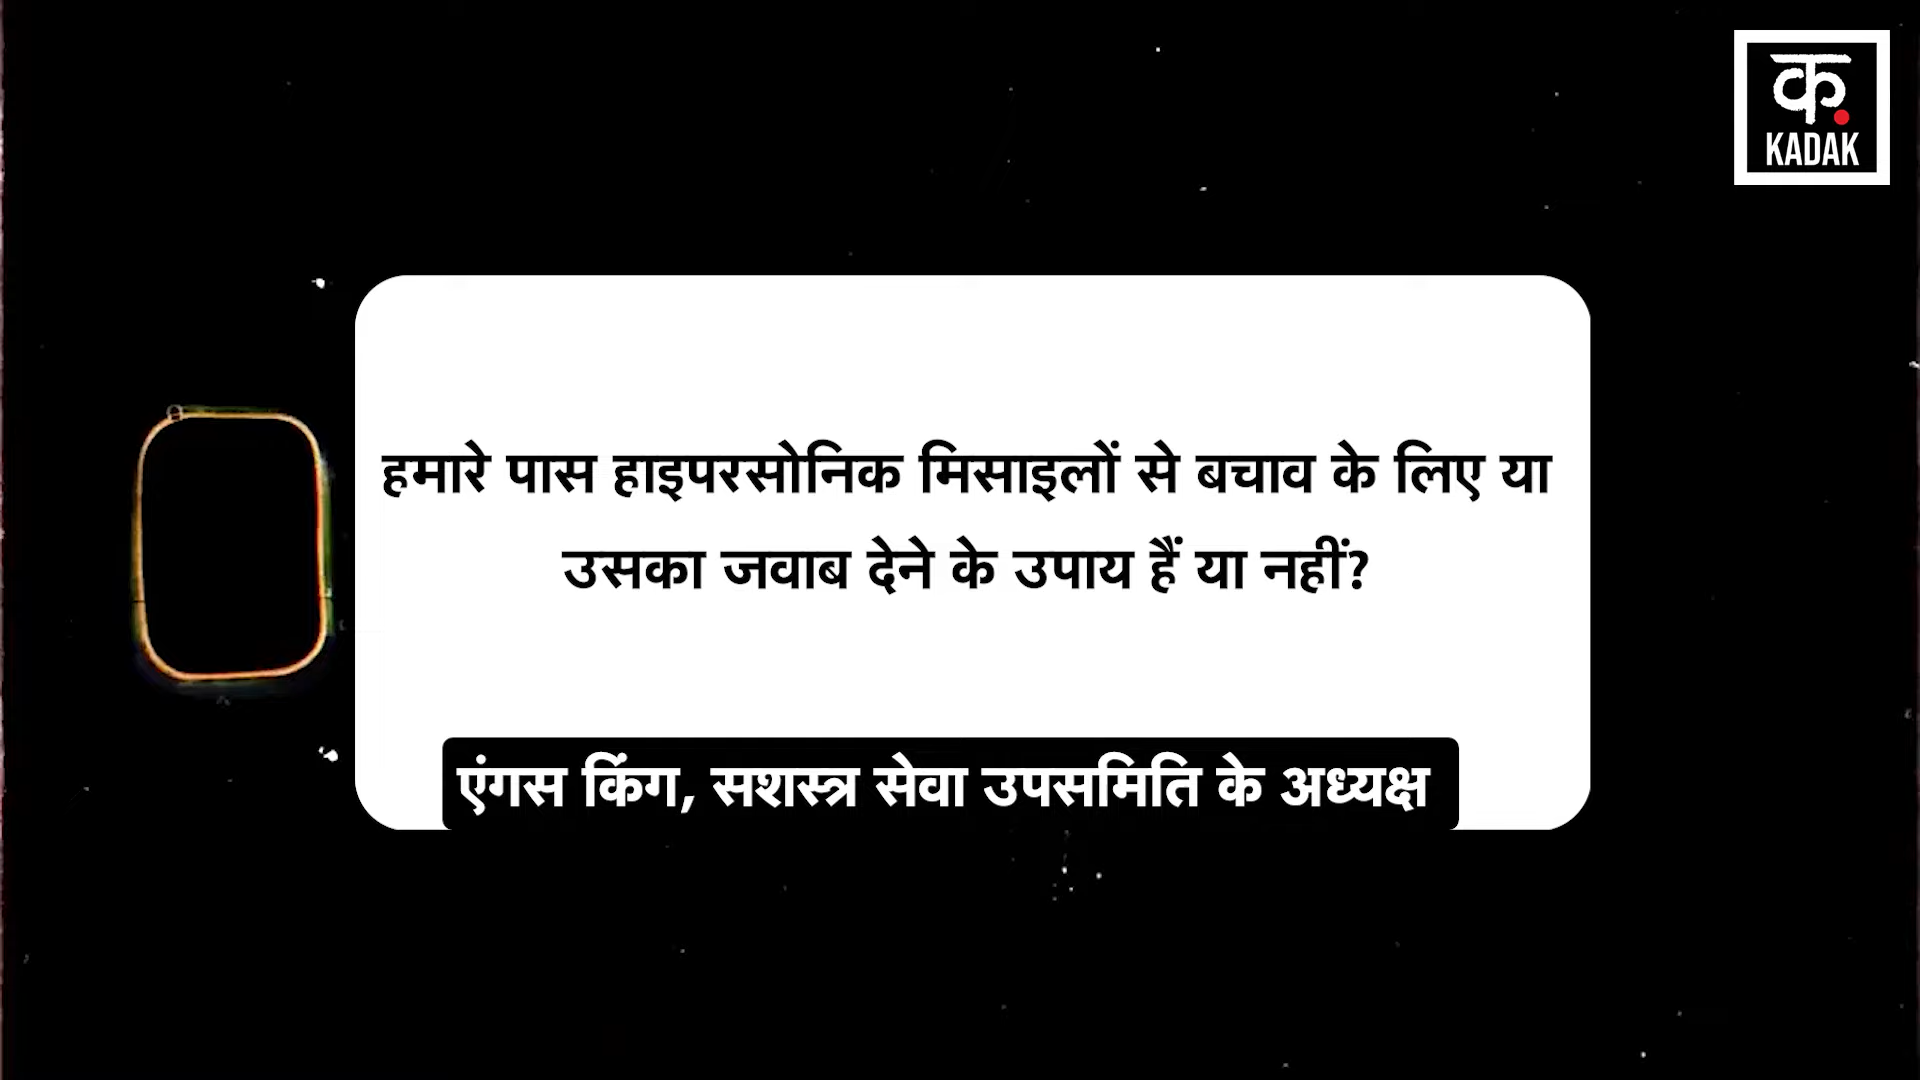 क
KADAK
हमारे पास हाइपरसोनिक मिसाइलों से बचाव के लिए या
उसका जवाब देने के उपाय हैं या नहीं?
एंगस किंग, सशस्त्र सेवा उपसमिति के अध्यक्ष